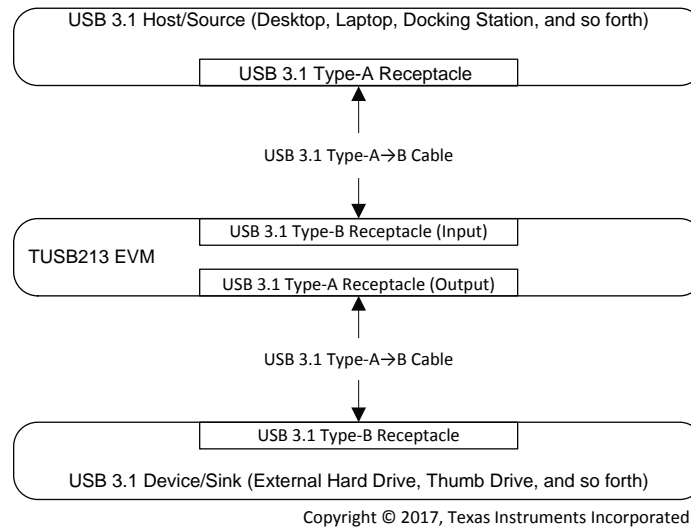 USB 3.1 Host/Source (Desktop, Laptop, Docking Station, and so forth)
USB 3.1 Type-A Receptacle
USB 3.1 Type-A→B Cable
USB 3.1 Type-B Receptacle (Input)
TUSB213 EVM
USB 3.1 Type-A Receptacle (Output)
USB 3.1 Type-A→B Cable
USB 3.1 Type-B Receptacle
USB 3.1 Device/Sink (External Hard Drive, Thumb Drive, and so forth)
Copyright © 2017, Texas Instruments Incorporated